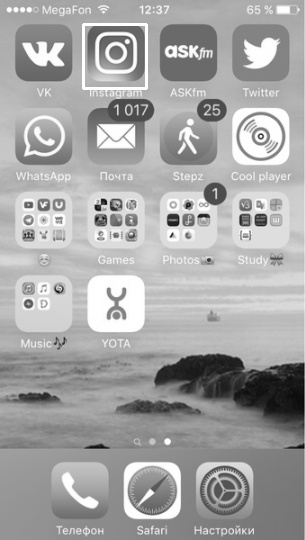 ●●●●○ MegaFon 12:37 65 %
ASKfm
VK Instagram ASKfm Twitter
1 017 25
WhatsApp Почта Stepz Cool player
1
Games Photos Study
Music YOTA
Телефон Safari Настройки